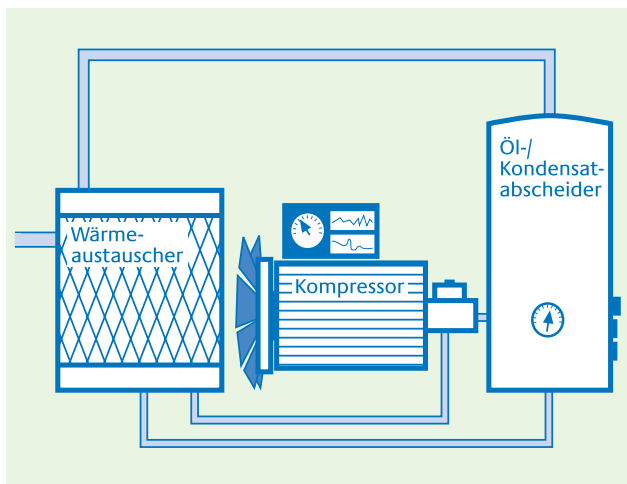 Öl-/
Kondensat-
abscheider
Wärme-
austauscher
Kompressor